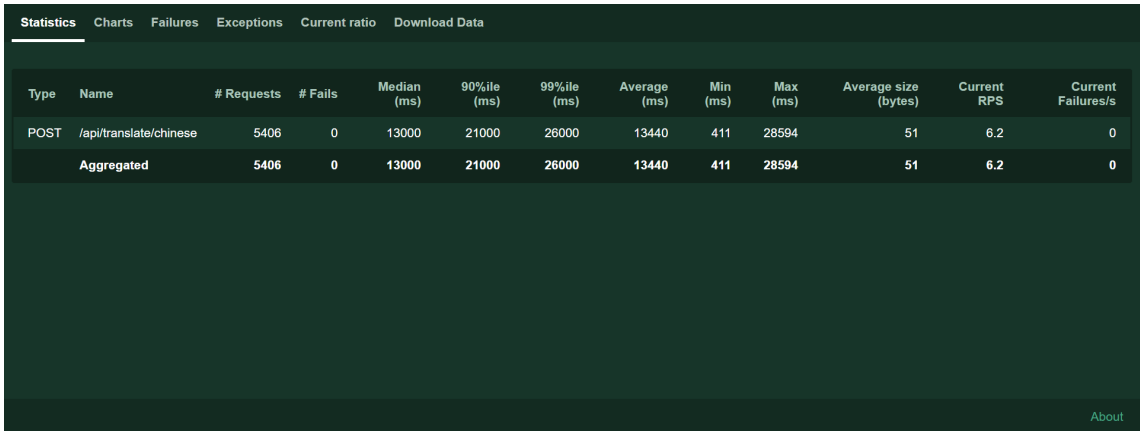 Statistics Charts Failures Exceptions Current ratio Download Data
Type Name # Requests # Fails Median (ms) 90%ile (ms) 99%ile (ms) Average (ms) Min (ms) Max (ms) Average size (bytes) Current RPS Current Failures/s
POST /api/translate/chinese 5406 0 13000 21000 26000 13440 411 28594 51 6.2 0
Aggregated 5406 0 13000 21000 26000 13440 411 28594 51 6.2 0
About